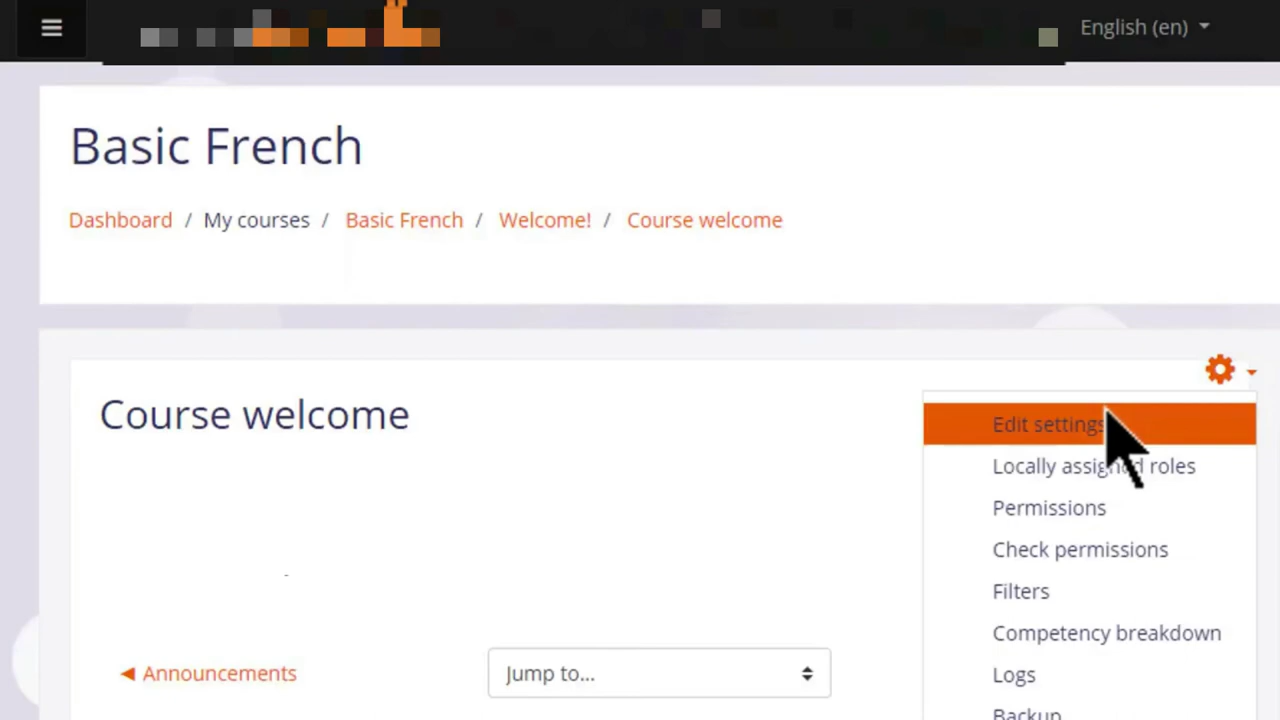 English (en)
Basic French
Dashboard / My courses / Basic French / Welcome! / Course welcome
Course welcome
Edit settings
Locally assigned roles
Permissions
Check permissions
Filters
Competency breakdown
Logs
Backup
◀ Announcements
Jump to...